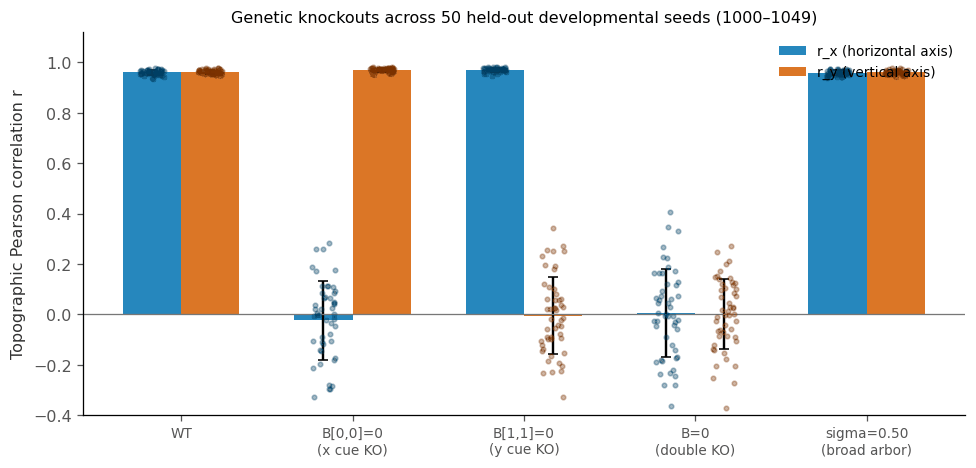 Genetic knockouts across 50 held-out developmental seeds (1000–1049)
r_x (horizontal axis)
r_y (vertical axis)
Topographic Pearson correlation r
1.0
0.8
0.6
0.4
0.2
0.0
−0.2
−0.4
WT
B[0,0]=0
(x cue KO)
B[1,1]=0
(y cue KO)
B=0
(double KO)
sigma=0.50
(broad arbor)